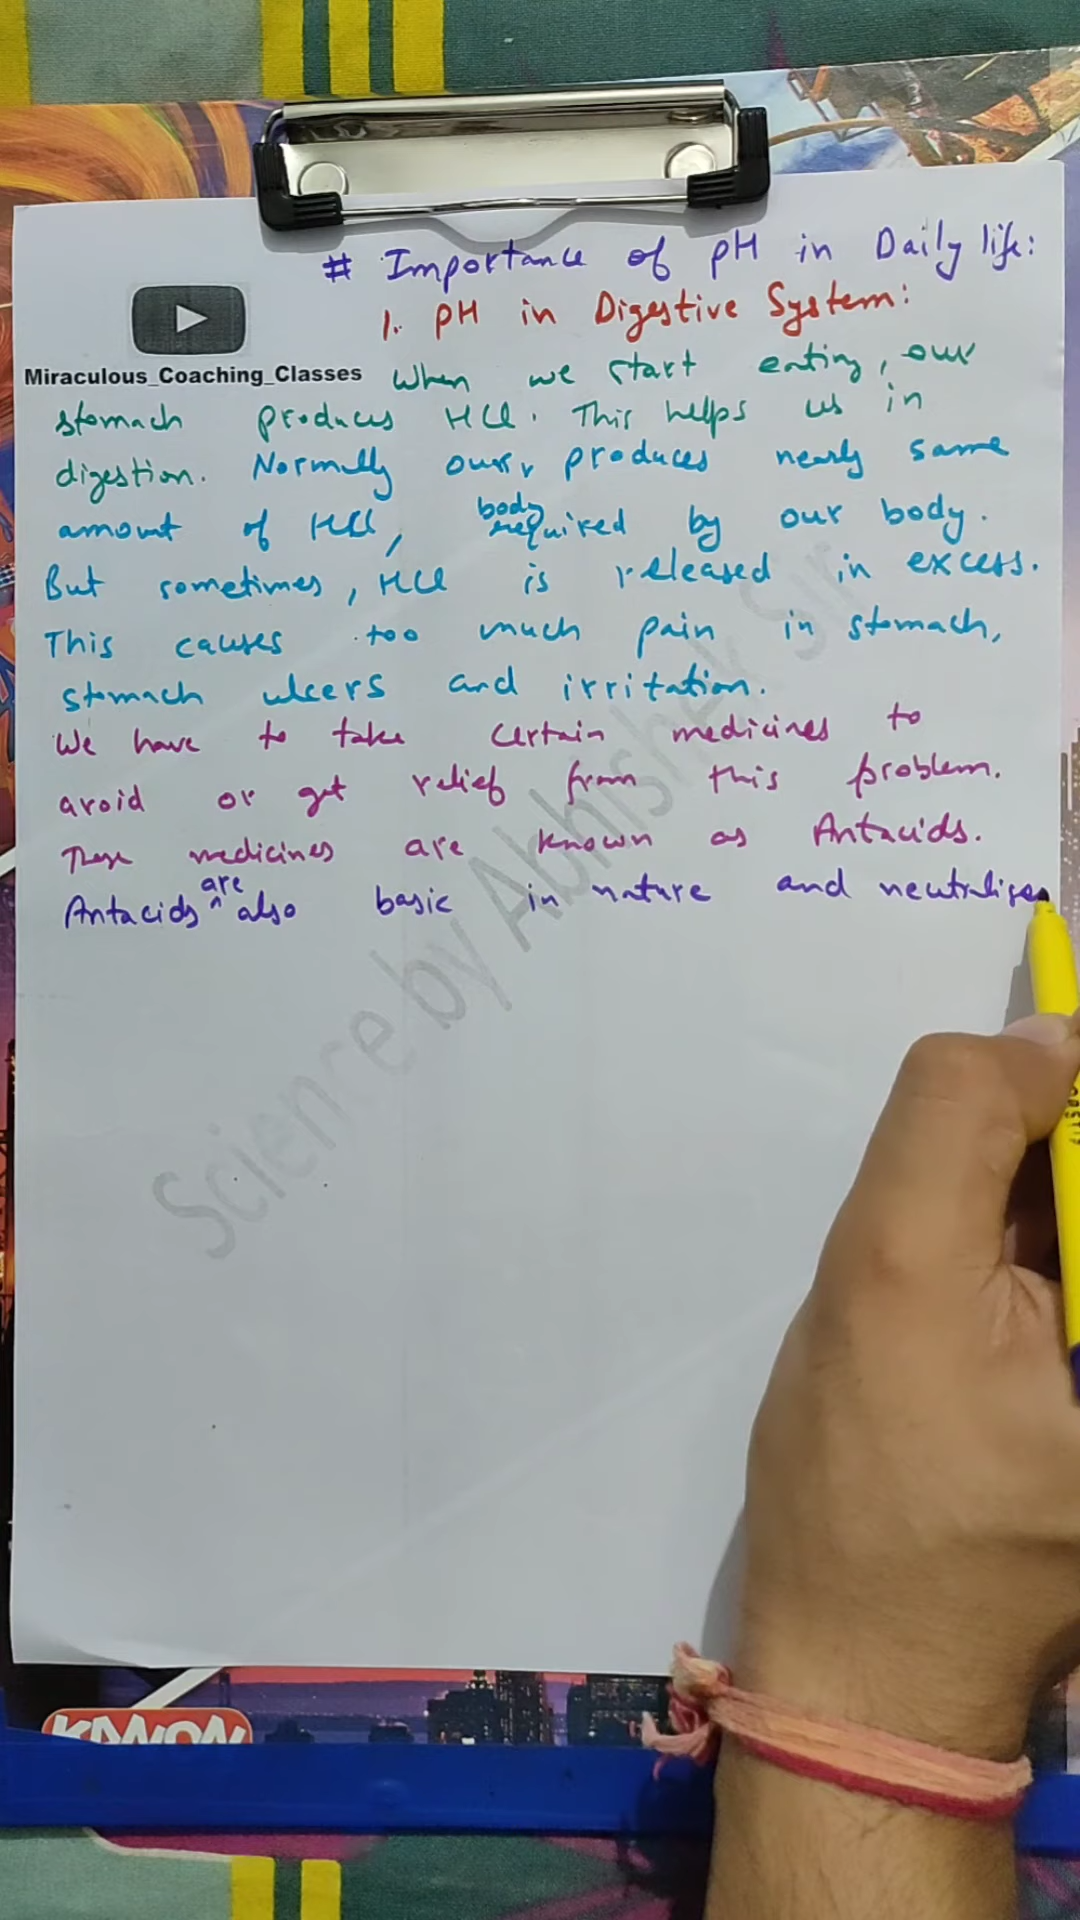 # Importance of pH in Daily life:
1. pH in Digestive System:
Miraculous_Coaching_Classes
When we start eating, our
stomach produces HCl. This helps us in
digestion. Normally our, produces nearly same
body
amount of HCl, required by our body.
But sometimes, HCl is released in excess.
This causes too much pain in stomach,
stomach ulcers and irritation.
We have to take certain medicines to
avoid or get relief from this problem.
These medicines are known as Antacids.
are
Antacids ^ also basic in nature and neutralises
Science by Abhishek Sir
KANON